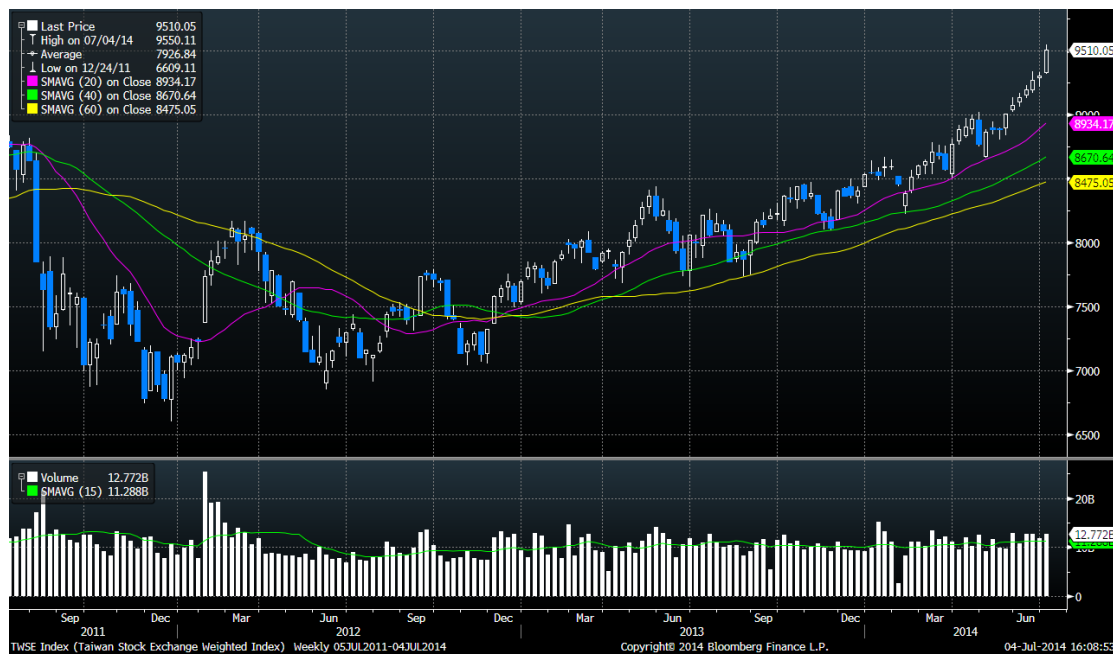 Last Price 9510.05
High on 07/04/14 9550.11
Average 7926.84
Low on 12/24/11 6609.11
SMAVG (20) on Close 8934.17
SMAVG (40) on Close 8670.64
SMAVG (60) on Close 8475.05
9510.05
9000
8934.17
8670.64
8475.05
8000
7500
7000
6500
Volume 12.772B
SMAVG (15) 11.288B
20B
12.772B
10B
0
Sep Dec Mar Jun Sep Dec Mar Jun Sep Dec Mar Jun
2011 2012 2013 2014
TWSE Index (Taiwan Stock Exchange Weighted Index) Weekly 05JUL2011-04JUL2014 Copyright© 2014 Bloomberg Finance L.P. 04-Jul-2014 16:08:53